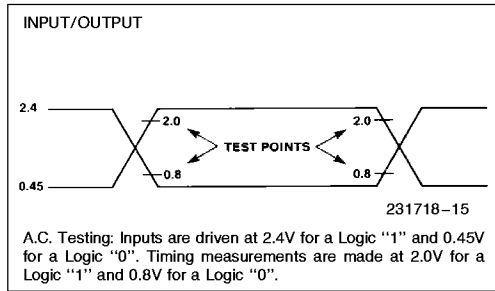 INPUT/OUTPUT
2.4
2.0
2.0
TEST POINTS
0.8
0.8
0.45
231718–15
A.C. Testing: Inputs are driven at 2.4V for a Logic "1" and 0.45V
for a Logic "0". Timing measurements are made at 2.0V for a
Logic "1" and 0.8V for a Logic "0".